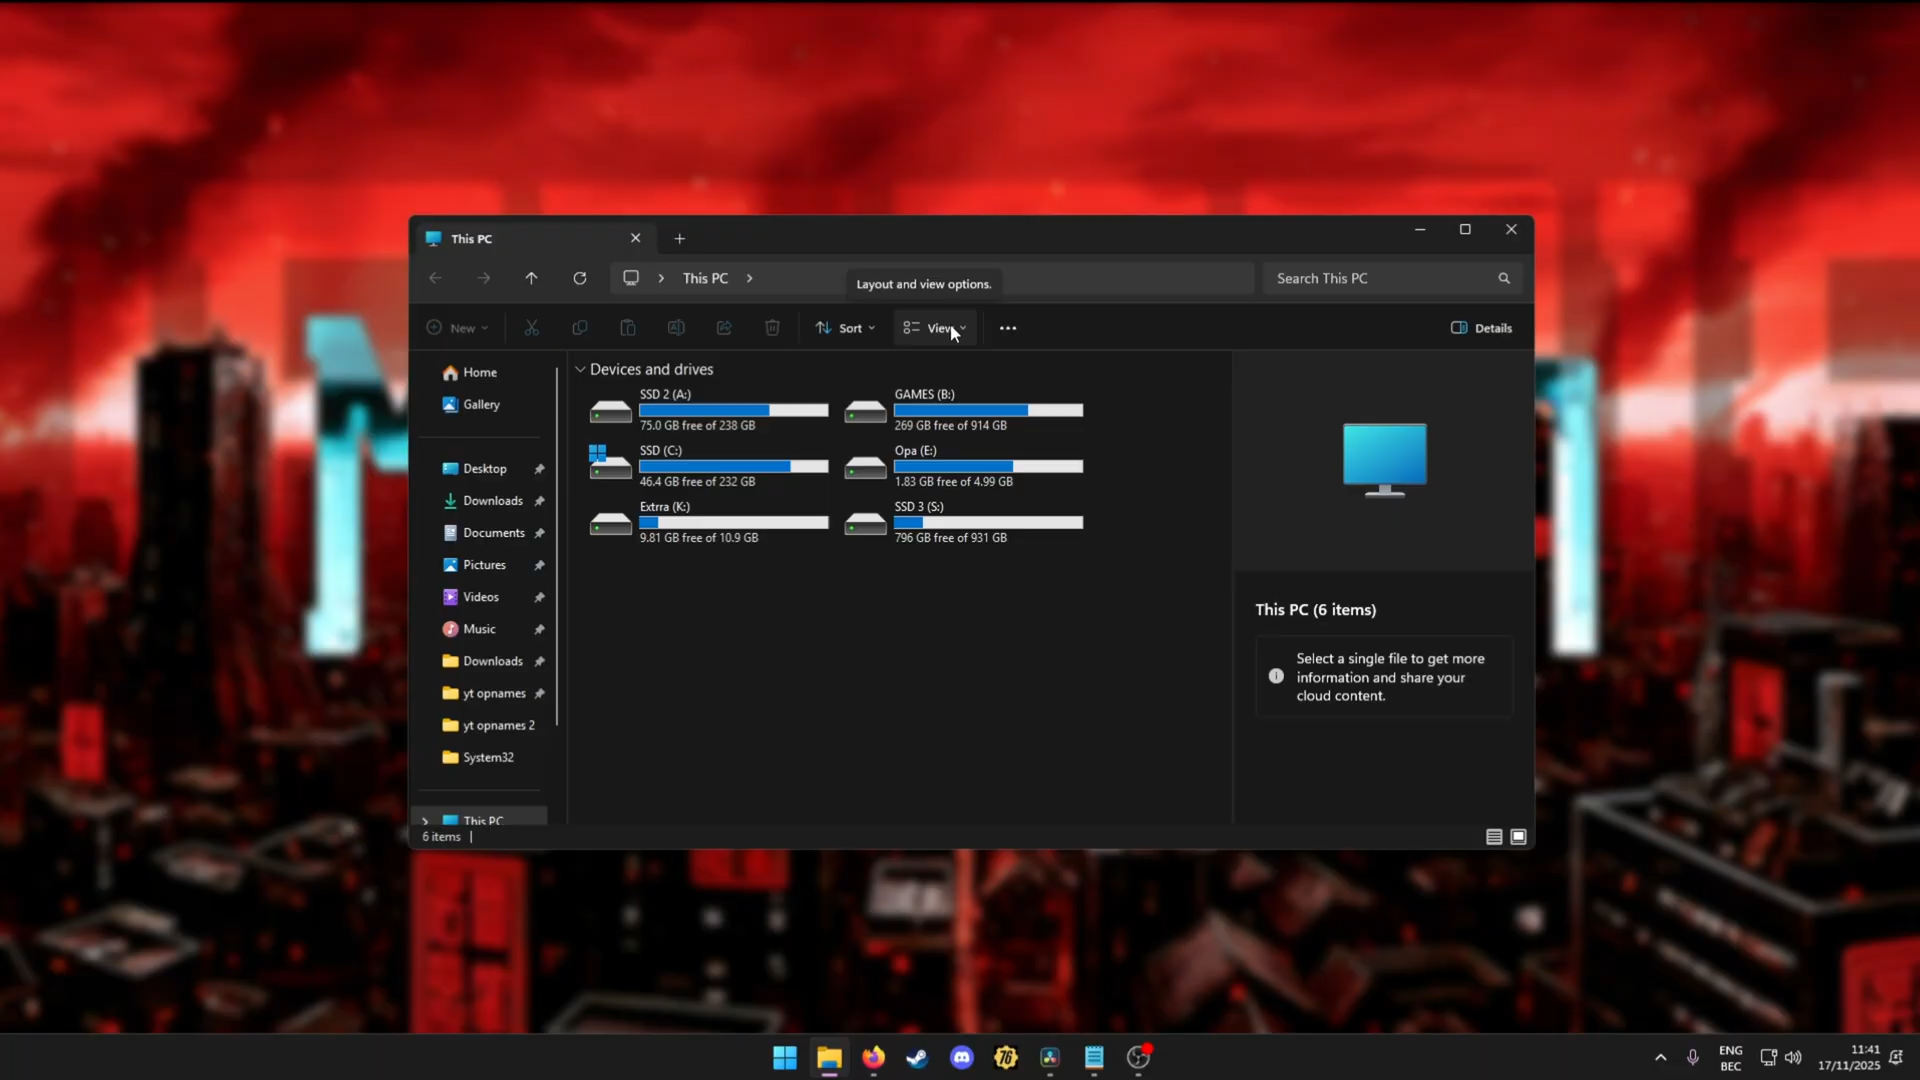 This PC
This PC
Search This PC
Layout and view options.
New
Sort
View
Details
Home
Gallery
Desktop
Downloads
Documents
Pictures
Videos
Music
Downloads
yt opnames
yt opnames 2
System32
This PC
Devices and drives
SSD 2 (A:)
75.0 GB free of 238 GB
GAMES (B:)
269 GB free of 914 GB
SSD (C:)
46.4 GB free of 232 GB
Opa (E:)
1.83 GB free of 4.99 GB
Extrra (K:)
9.81 GB free of 10.9 GB
SSD 3 (S:)
796 GB free of 931 GB
This PC (6 items)
Select a single file to get more
information and share your
cloud content.
6 items
76
ENG
BEC
11:41
17/11/2025